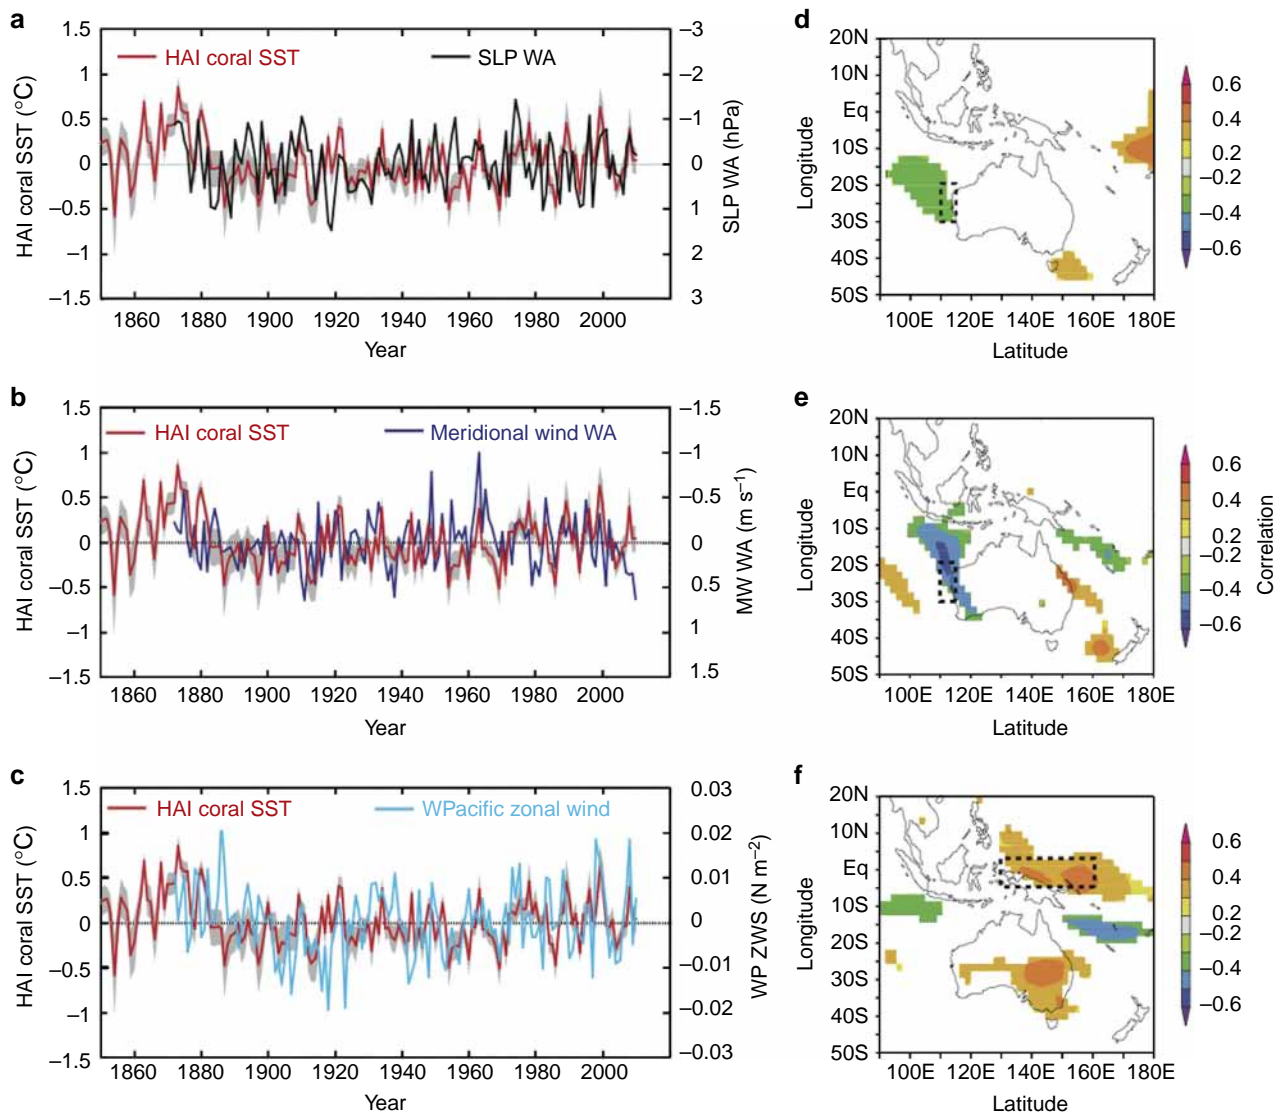 a
HAI coral SST
SLP WA
HAI coral SST (°C)
1.5
1
0.5
0
–0.5
–1
–1.5
–3
–2
–1
0
1
2
3
SLP WA (hPa)
1860 1880 1900 1920 1940 1960 1980 2000
Year
d
20N
10N
Eq
10S
20S
30S
40S
50S
Longitude
100E 120E 140E 160E 180E
Latitude
0.6
0.4
0.2
–0.2
–0.4
–0.6
b
HAI coral SST
Meridional wind WA
HAI coral SST (°C)
1.5
1
0.5
0
–0.5
–1
–1.5
–1.5
–1
–0.5
0
0.5
1
1.5
MW WA (m s–1)
1860 1880 1900 1920 1940 1960 1980 2000
Year
e
20N
10N
Eq
10S
20S
30S
40S
50S
Longitude
100E 120E 140E 160E 180E
Latitude
0.6
0.4
0.2
–0.2
–0.4
–0.6
Correlation
c
HAI coral SST
WPacific zonal wind
HAI coral SST (°C)
1.5
1
0.5
0
–0.5
–1
–1.5
0.03
0.02
0.01
0
–0.01
–0.02
–0.03
WP ZWS (N m–2)
1860 1880 1900 1920 1940 1960 1980 2000
Year
f
20N
10N
Eq
10S
20S
30S
40S
50S
Longitude
100E 120E 140E 160E 180E
Latitude
0.6
0.4
0.2
–0.2
–0.4
–0.6